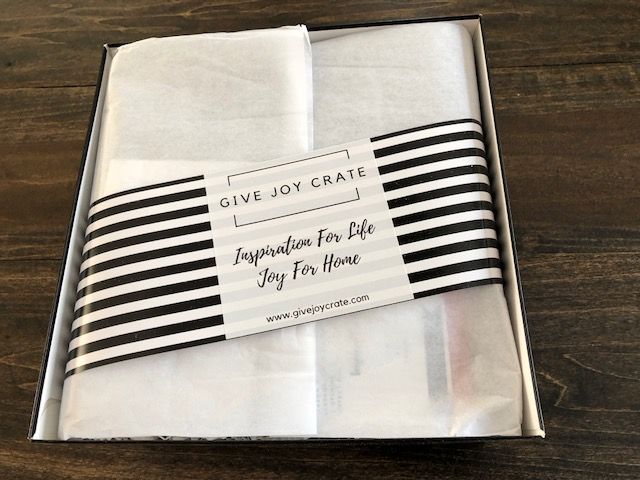 GIVE JOY CRATE
Inspiration For Life
Joy For Home
www.givejoycrate.com